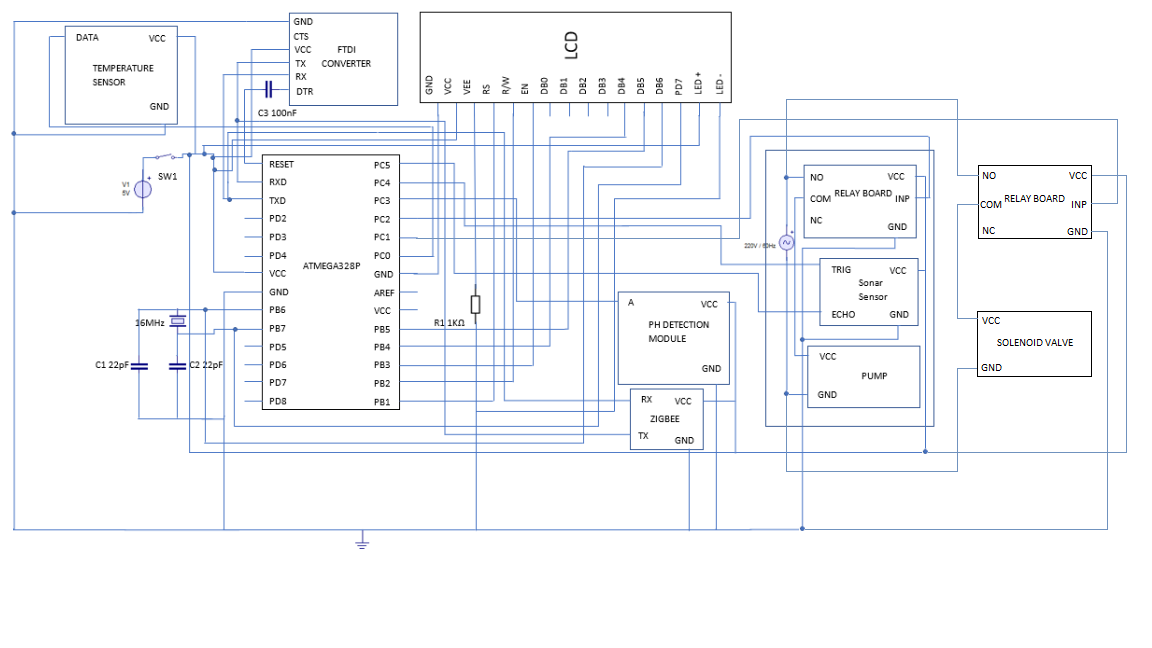 DATA
VCC
TEMPERATURE
SENSOR
GND
GND
CTS
VCC
FTDI
TX
CONVERTER
RX
DTR
C3 100nF
LCD
GND
VCC
VEE
RS
R/W
EN
DB0
DB1
DB2
DB3
DB4
DB5
DB6
PD7
LED +
LED -
SW1
V1
5V
+
RESET
RXD
TXD
PD2
PD3
PD4
VCC
GND
PB6
PB7
PD5
PD6
PD7
PD8
ATMEGA328P
PC5
PC4
PC3
PC2
PC1
PC0
GND
AREF
VCC
PB5
PB4
PB3
PB2
PB1
16MHz
C1 22pF
C2 22pF
R1 1KΩ
A
VCC
PH DETECTION
MODULE
GND
RX
VCC
ZIGBEE
TX
GND
220V / 60Hz
+
NO
VCC
RELAY BOARD
COM
INP
NC
GND
TRIG
VCC
Sonar
Sensor
ECHO
GND
VCC
PUMP
GND
NO
VCC
RELAY BOARD
COM
INP
NC
GND
VCC
SOLENOID VALVE
GND